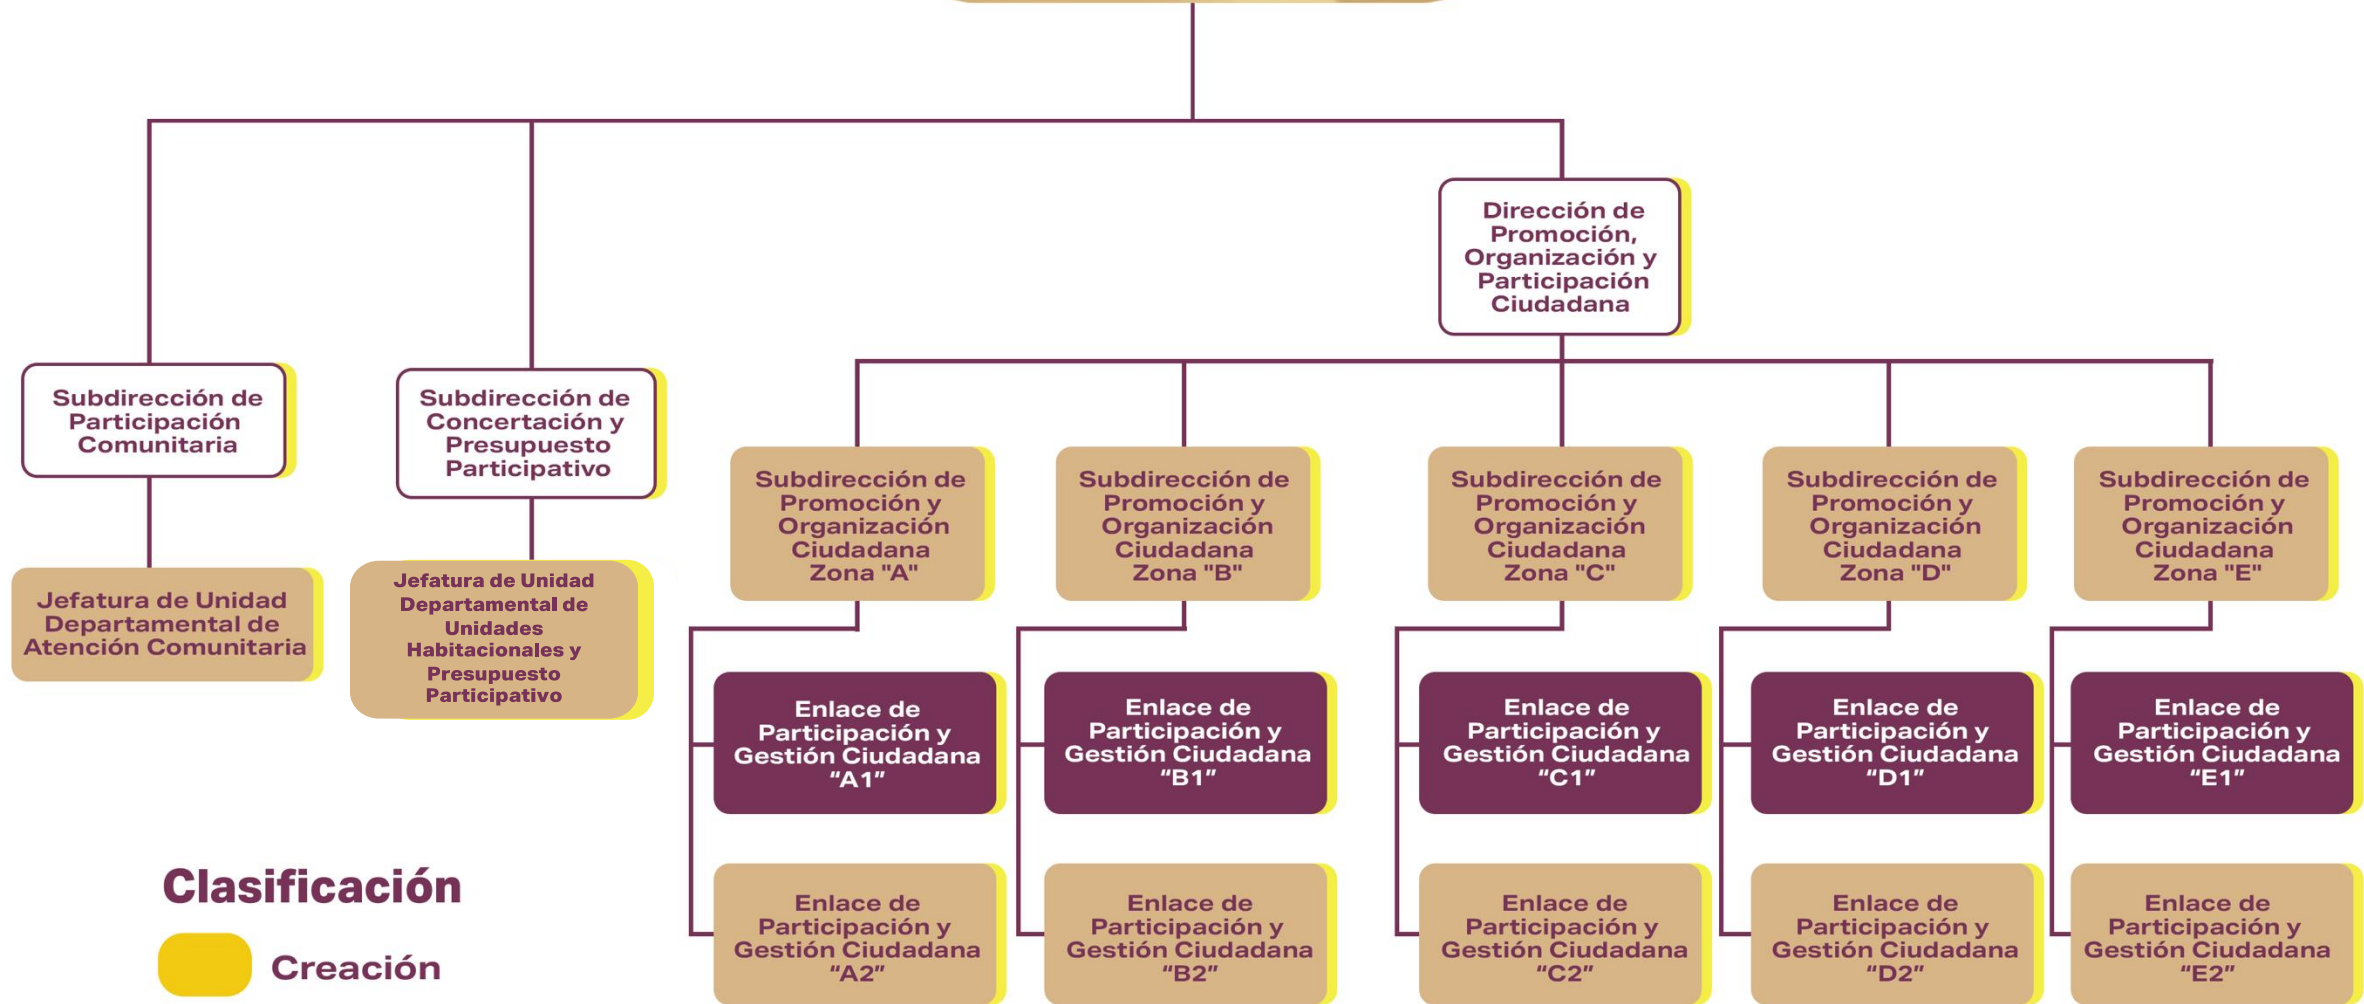 Dirección de
Promoción,
Organización y
Participación
Ciudadana
Subdirección de
Participación
Comunitaria
Subdirección de
Concertación y
Presupuesto
Participativo
Subdirección de
Promoción y
Organización
Ciudadana
Zona "A"
Subdirección de
Promoción y
Organización
Ciudadana
Zona "B"
Subdirección de
Promoción y
Organización
Ciudadana
Zona "C"
Subdirección de
Promoción y
Organización
Ciudadana
Zona "D"
Subdirección de
Promoción y
Organización
Ciudadana
Zona "E"
Jefatura de Unidad
Departamental de
Atención Comunitaria
Jefatura de Unidad
Departamental de
Unidades
Habitacionales y
Presupuesto
Participativo
Enlace de
Participación y
Gestión Ciudadana
“A1”
Enlace de
Participación y
Gestión Ciudadana
“B1”
Enlace de
Participación y
Gestión Ciudadana
“C1”
Enlace de
Participación y
Gestión Ciudadana
“D1”
Enlace de
Participación y
Gestión Ciudadana
“E1”
Enlace de
Participación y
Gestión Ciudadana
“A2”
Enlace de
Participación y
Gestión Ciudadana
“B2”
Enlace de
Participación y
Gestión Ciudadana
“C2”
Enlace de
Participación y
Gestión Ciudadana
“D2”
Enlace de
Participación y
Gestión Ciudadana
“E2”
Clasificación
Creación